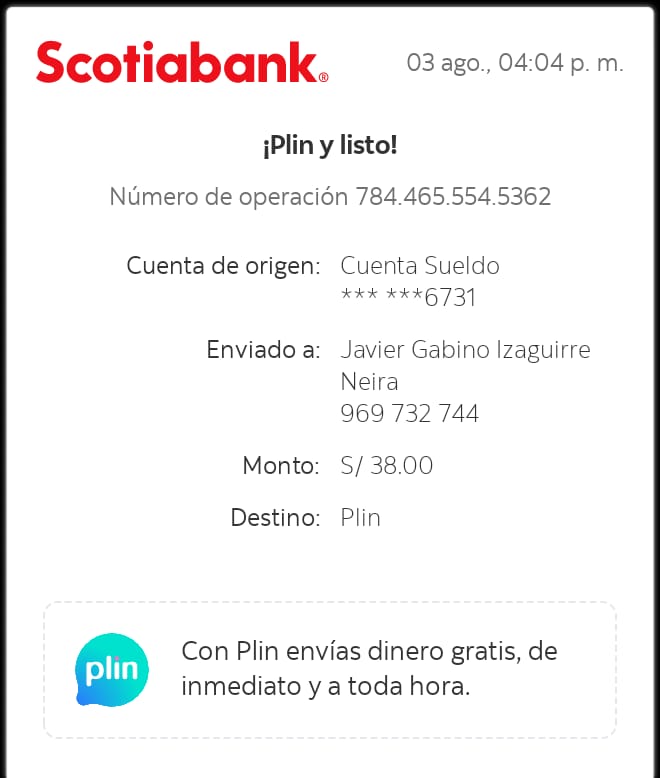 Scotiabank®
03 ago., 04:04 p. m.
¡Plin y listo!
Número de operación 784.465.554.5362
Cuenta de origen: Cuenta Sueldo
*** ***6731
Enviado a: Javier Gabino Izaguirre
Neira
969 732 744
Monto: S/ 38.00
Destino: Plin
plin
Con Plin envías dinero gratis, de
inmediato y a toda hora.